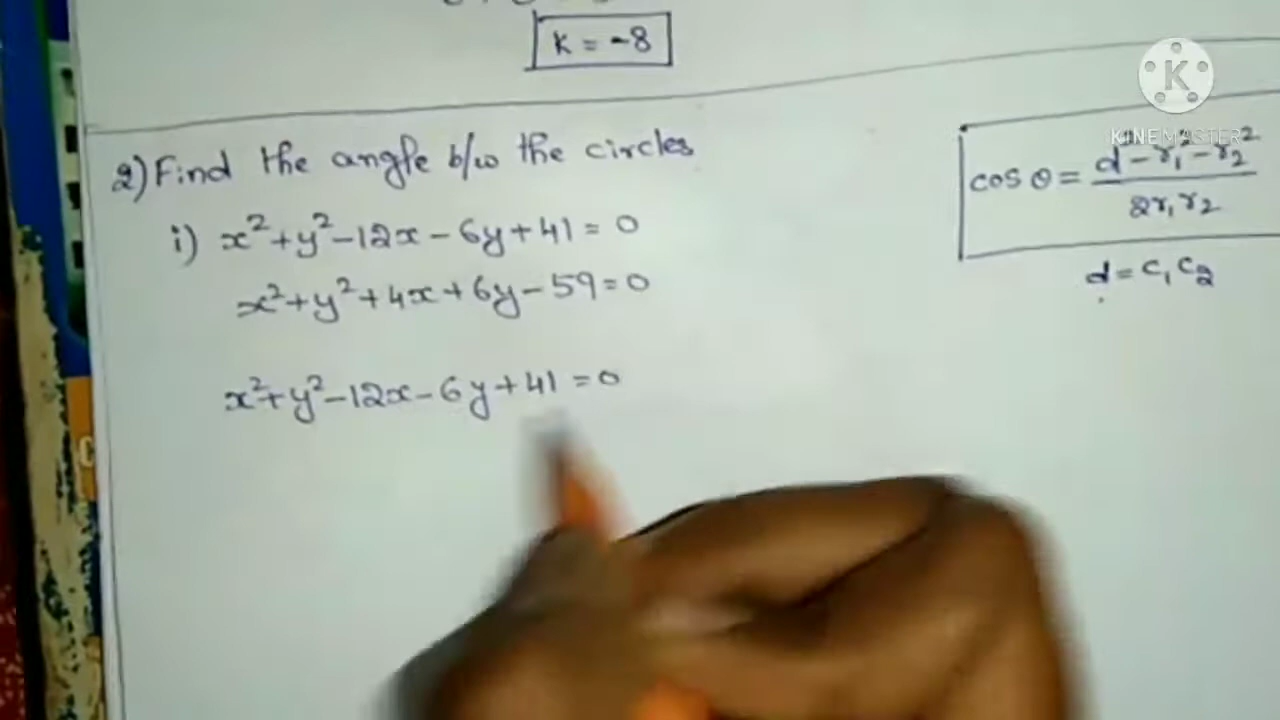 K = -8
K
KINEMASTER
2) Find the angle b/w the circles
cos θ = d - r₁² - r₂² / 2r₁r₂
i) x² + y² - 12x - 6y + 41 = 0
d = c₁c₂
x² + y² + 4x + 6y - 59 = 0
x² + y² - 12x - 6y + 41 = 0